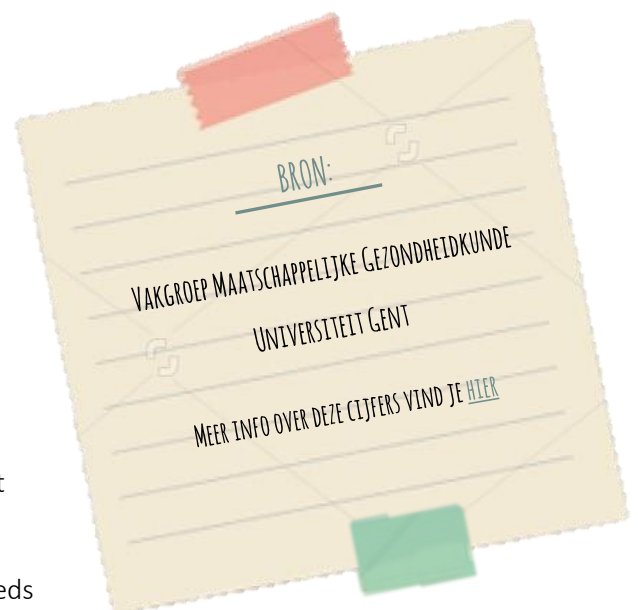 BRON:
VAKGROEP MAATSCHAPPELIJKE GEZONDHEIDKUNDE
UNIVERSITEIT GENT
MEER INFO OVER DEZE CIJFERS VIND JE HIER